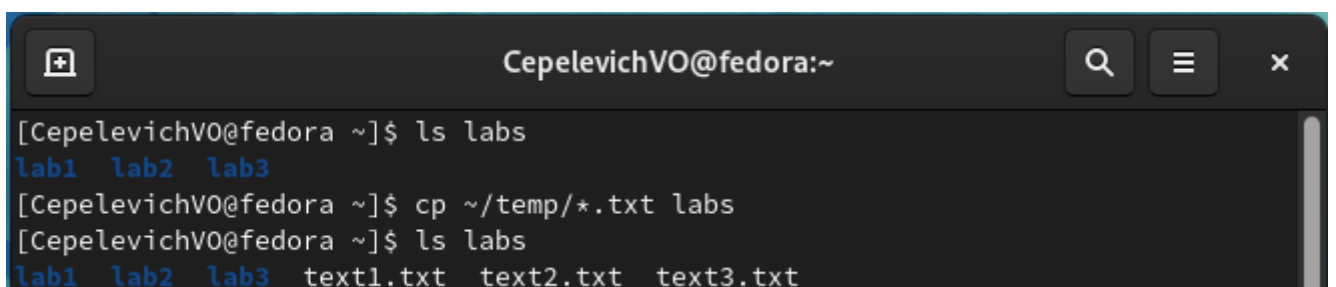 CepelevichVO@fedora:~
[CepelevichVO@fedora ~]$ ls labs
lab1 lab2 lab3
[CepelevichVO@fedora ~]$ cp ~/temp/*.txt labs
[CepelevichVO@fedora ~]$ ls labs
lab1 lab2 lab3 text1.txt text2.txt text3.txt